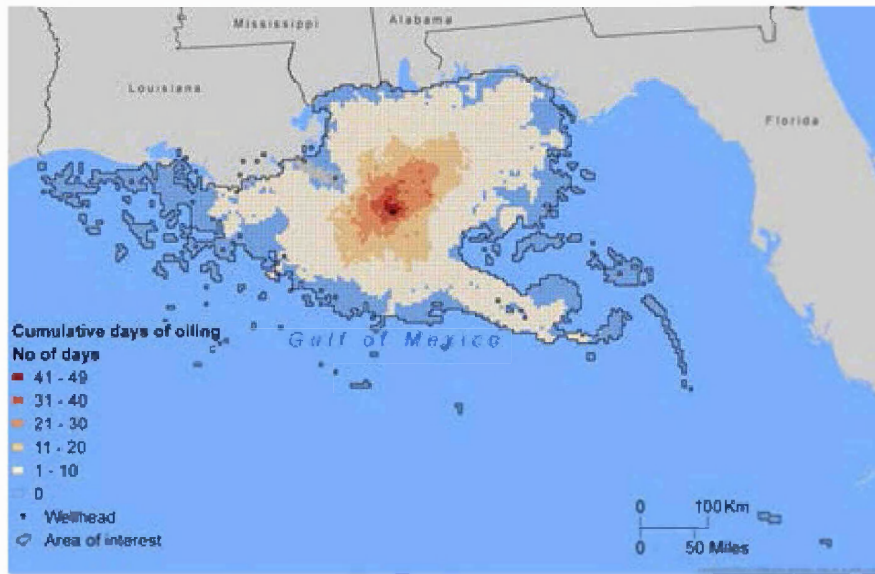 Mississippi
Alabama
Louisiana
Florida
Gulf of Mexico
Cumulative days of oiling
No of days
41 - 49
31 - 40
21 - 30
11 - 20
1 - 10
0
Wellhead
Area of interest
0 100 Km
0 50 Miles